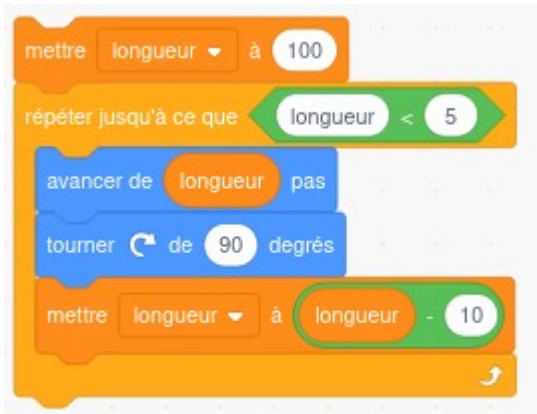 mettre longueur à 100
répéter jusqu'à ce que longueur < 5
avancer de longueur pas
tourner de 90 degrés
mettre longueur à longueur - 10